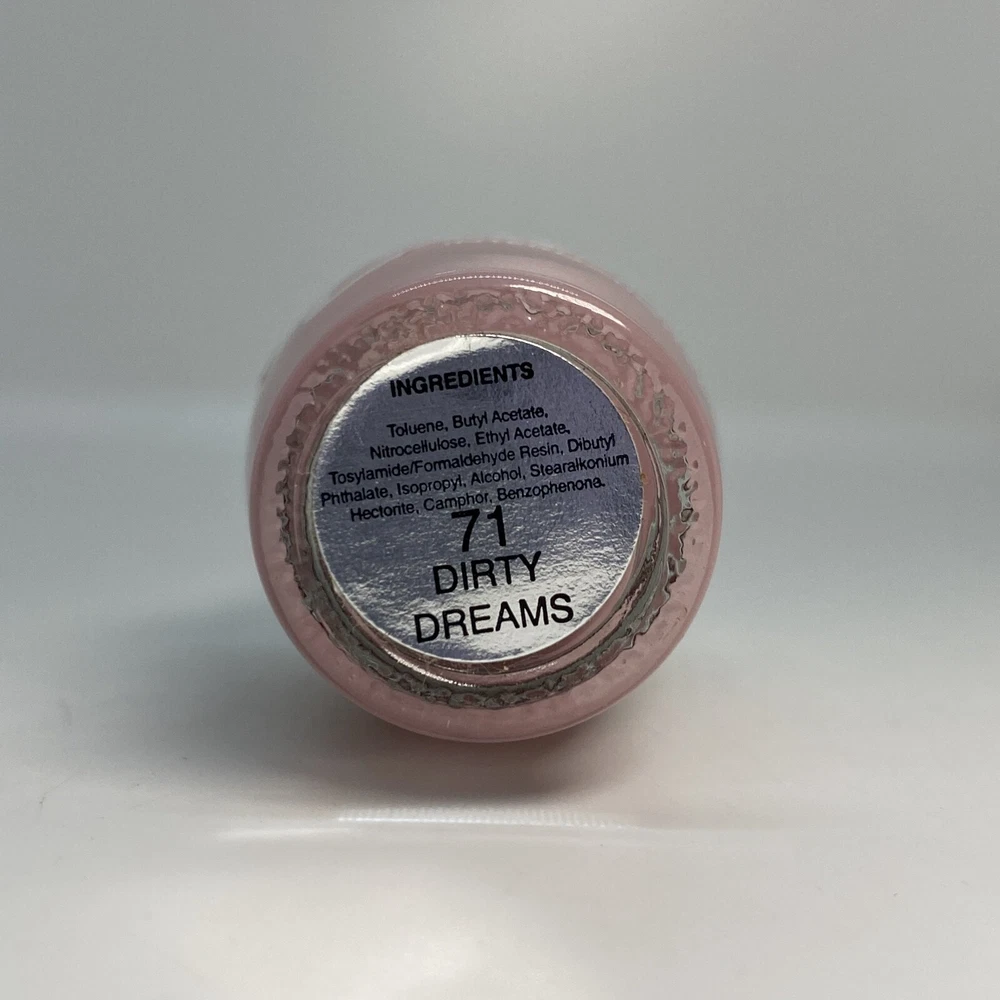 INGREDIENTS
Toluene, Butyl Acetate,
Nitrocellulose, Ethyl Acetate,
Tosylamide/Formaldehyde Resin, Dibutyl
Phthalate, Isopropyl, Alcohol, Stearalkonium
Hectorite, Camphor, Benzophenona.
71
DIRTY
DREAMS